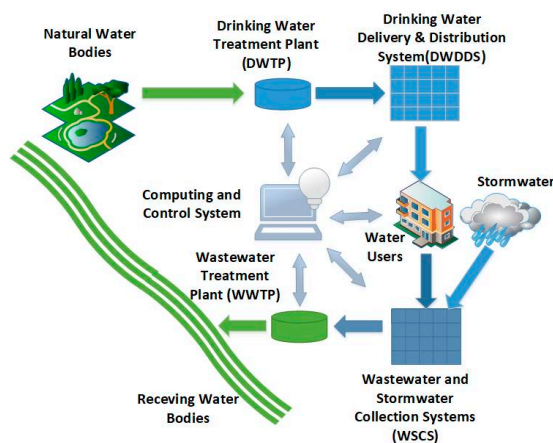 Natural Water
Bodies
Drinking Water
Treatment Plant
(DWTP)
Drinking Water
Delivery & Distribution
System(DWDDS)
Computing and
Control System
Stormwater
Water
Users
Wastewater
Treatment
Plant (WWTP)
Receving Water
Bodies
Wastewater and
Stormwater
Collection Systems
(WSCS)